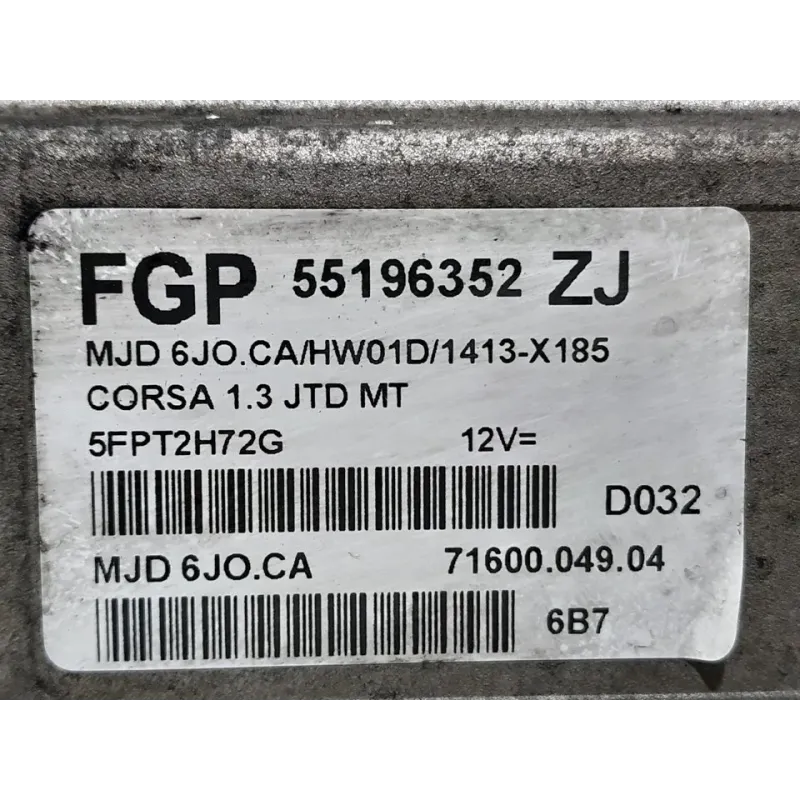 FGP 55196352 ZJ
MJD 6JO.CA/HW01D/1413-X185
CORSA 1.3 JTD MT
5FPT2H72G 12V=
D032
MJD 6JO.CA 71600.049.04
6B7